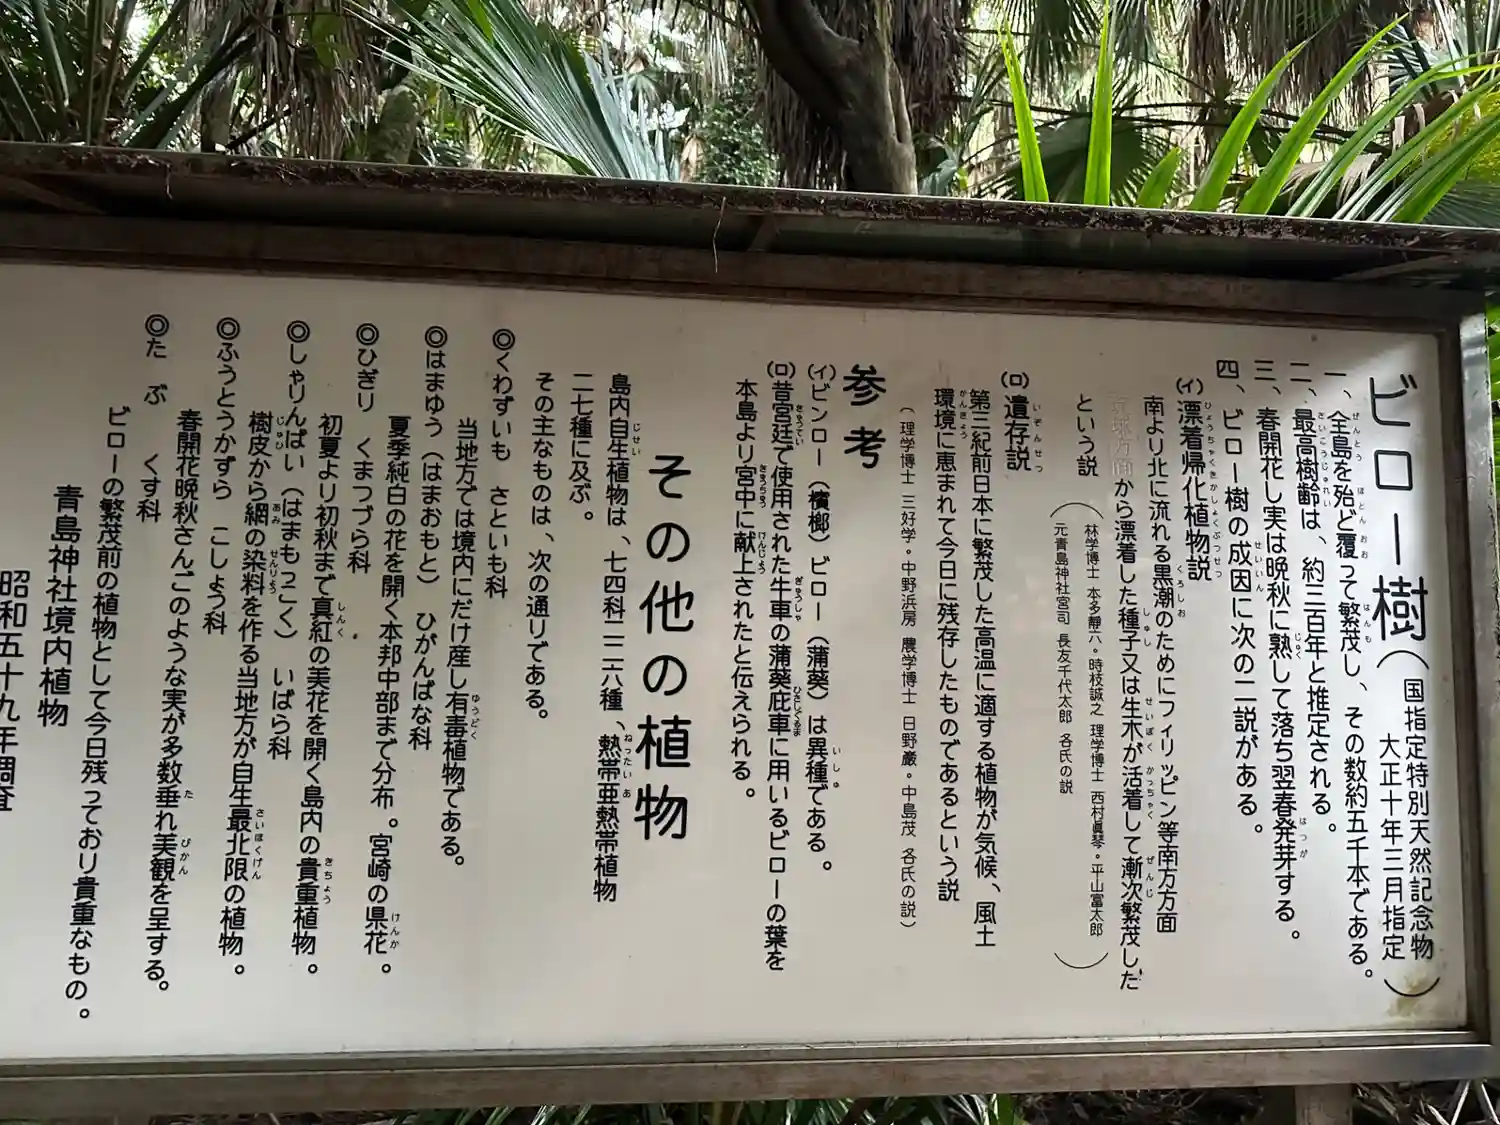 ビロー樹(国指定特別天然記念物
大正十年三月指定)
一、全島を殆ど覆って繁茂し、その数約五千本である。
二、最高樹齢は、約三百年と推定される。
三、春開花し実は晩秋に熟して落ち翌春発芽する。
四、ビロー樹の成因に次の二説がある。
(イ)漂着帰化植物説
南より北に流れる黒潮のためにフィリッピン等南方方面
から漂着した種子又は生木が活着して漸次繁茂した
という説
(林学博士 本多靜六・時枝誠之 理学博士 西村眞琴・平山富太郎
元青島神社宮司 長友千代太郎 各氏の説)
(ロ)遺存説
第三紀前日本に繁茂した高温に適する植物が気候、風土
環境に恵まれて今日に残存したものであるという説
(理学博士 三好学・中野浜房 農学博士 日野巌・中島茂 各氏の説)
参考
(イ)ビンロー(檳榔)ビロー(蒲葵)は異種である。
(ロ)昔宮廷で使用された牛車の蒲葵庇車に用いるビローの葉を
本島より宮中に献上されたと伝えられる。
その他の植物
島内自生植物は、七四科二二六種、熱帯亜熱帯植物
二七種に及ぶ。
その主なものは、次の通りである。
◎くわずいも さといも科
当地方では境内にだけ産し有毒植物である。
◎はまゆう(はまおもと) ひがんばな科
夏季純白の花を開く本邦中部まで分布。宮崎の県花。
◎ひぎり くまつづら科
初夏より初秋まで真紅の美花を開く島内の貴重植物。
◎しゃりんばい(はまもっこく) いばら科
樹皮から網の染料を作る当地方が自生最北限の植物。
◎ふうとうかずら こしょう科
春開花晩秋さんごのような実が多数垂れ美観を呈する。
◎たぶ くす科
ビローの繁茂前の植物として今日残っており貴重なもの。
青島神社境内植物
昭和五十九年調査